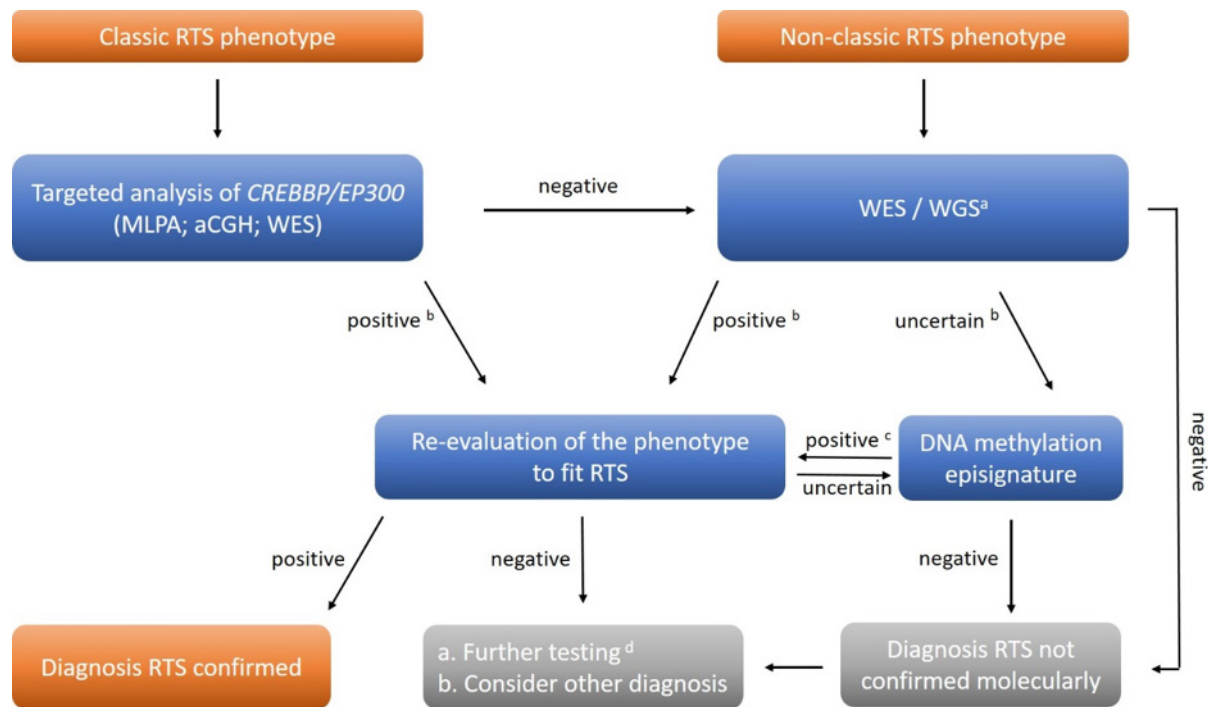 Classic RTS phenotype
Non-classic RTS phenotype
Targeted analysis of CREBBP/EP300
(MLPA; aCGH; WES)
negative
WES / WGSᵃ
positive ᵇ
positive ᵇ
uncertain ᵇ
negative
Re-evaluation of the phenotype
to fit RTS
positive ᶜ
uncertain
DNA methylation
episignature
positive
negative
negative
Diagnosis RTS confirmed
a. Further testing ᵈ
b. Consider other diagnosis
Diagnosis RTS not
confirmed molecularly